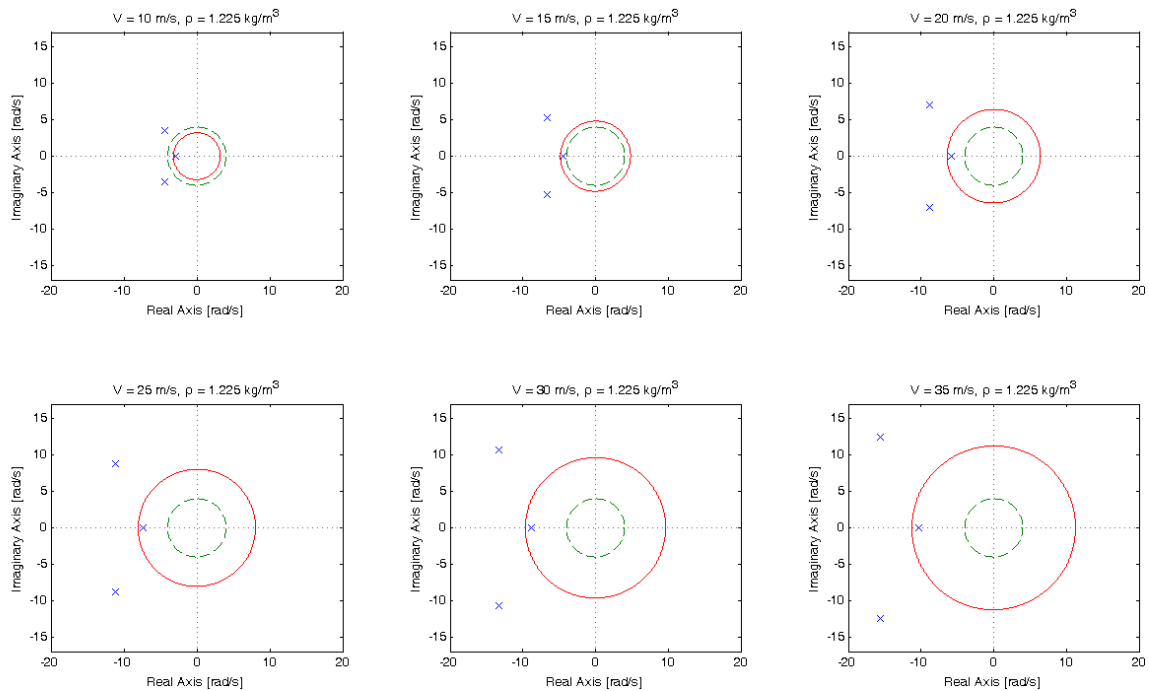 V = 10 m/s, ρ = 1.225 kg/m³
15
10
5
0
-5
-10
-15
Imaginary Axis [rad/s]
-20 -10 0 10 20
Real Axis [rad/s]
V = 15 m/s, ρ = 1.225 kg/m³
15
10
5
0
-5
-10
-15
Imaginary Axis [rad/s]
-20 -10 0 10 20
Real Axis [rad/s]
V = 20 m/s, ρ = 1.225 kg/m³
15
10
5
0
-5
-10
-15
Imaginary Axis [rad/s]
-20 -10 0 10 20
Real Axis [rad/s]
V = 25 m/s, ρ = 1.225 kg/m³
15
10
5
0
-5
-10
-15
Imaginary Axis [rad/s]
-20 -10 0 10 20
Real Axis [rad/s]
V = 30 m/s, ρ = 1.225 kg/m³
15
10
5
0
-5
-10
-15
Imaginary Axis [rad/s]
-20 -10 0 10 20
Real Axis [rad/s]
V = 35 m/s, ρ = 1.225 kg/m³
15
10
5
0
-5
-10
-15
Imaginary Axis [rad/s]
-20 -10 0 10 20
Real Axis [rad/s]